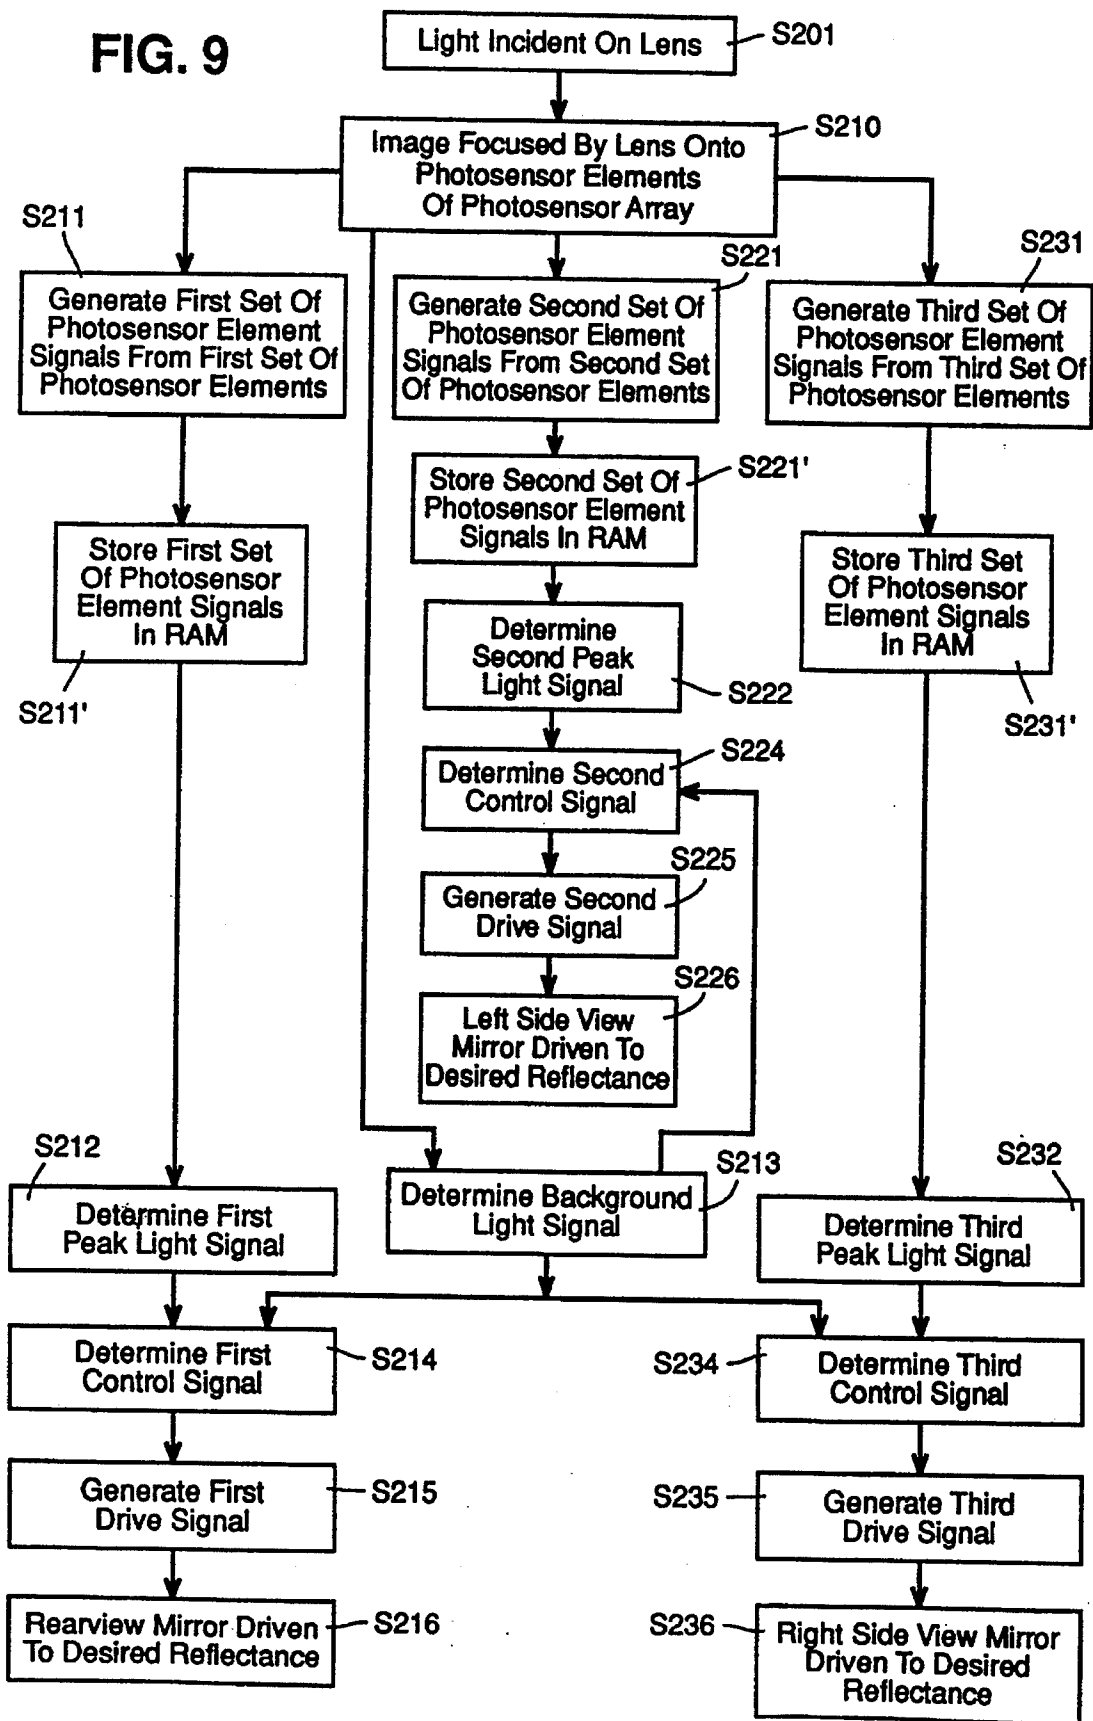 FIG. 9
Light Incident On Lens
S201
Image Focused By Lens Onto
Photosensor Elements
Of Photosensor Array
S210
S211
Generate First Set Of
Photosensor Element
Signals From First Set Of
Photosensor Elements
S221
Generate Second Set Of
Photosensor Element
Signals From Second Set
Of Photosensor Elements
S231
Generate Third Set Of
Photosensor Element
Signals From Third Set Of
Photosensor Elements
Store Second Set Of
Photosensor Element
Signals In RAM
S221'
Store First Set
Of Photosensor
Element Signals
In RAM
S211'
Store Third Set
Of Photosensor
Element Signals
In RAM
S231'
Determine
Second Peak
Light Signal
S222
Determine Second
Control Signal
S224
Generate Second
Drive Signal
S225
Left Side View
Mirror Driven To
Desired Reflectance
S226
S212
Determine First
Peak Light Signal
Determine Background
Light Signal
S213
S232
Determine Third
Peak Light Signal
Determine First
Control Signal
S214
S234
Determine Third
Control Signal
Generate First
Drive Signal
S215
S235
Generate Third
Drive Signal
Rearview Mirror Driven
To Desired Reflectance
S216
S236
Right Side View Mirror
Driven To Desired
Reflectance